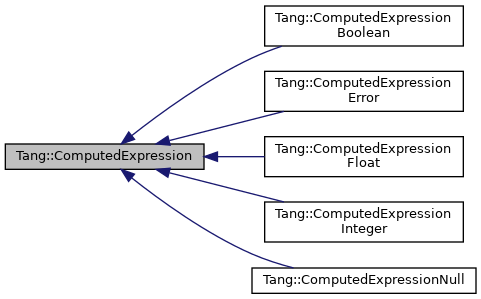 Tang::ComputedExpression
Boolean
Tang::ComputedExpression
Error
Tang::ComputedExpression
Tang::ComputedExpression
Float
Tang::ComputedExpression
Integer
Tang::ComputedExpressionNull